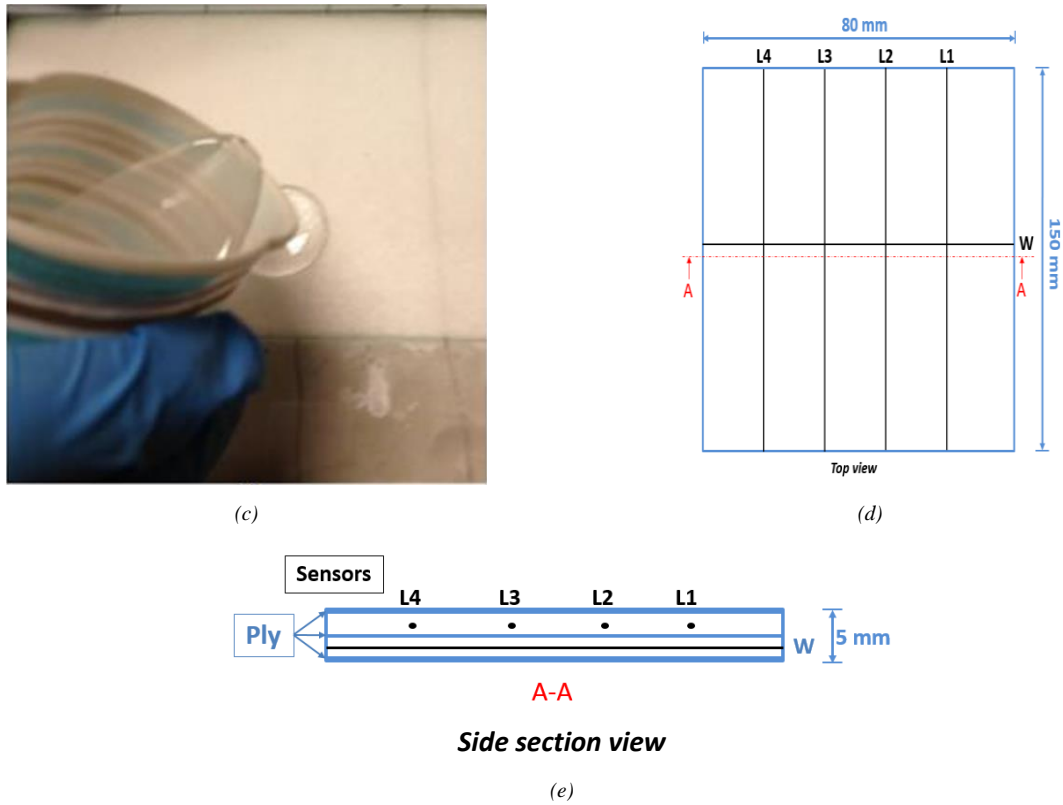 80 mm
L4 L3 L2 L1
W
A A
150 mm
Top view
(c) (d)
Sensors
L4 L3 L2 L1
Ply
W 5 mm
A-A
Side section view
(e)